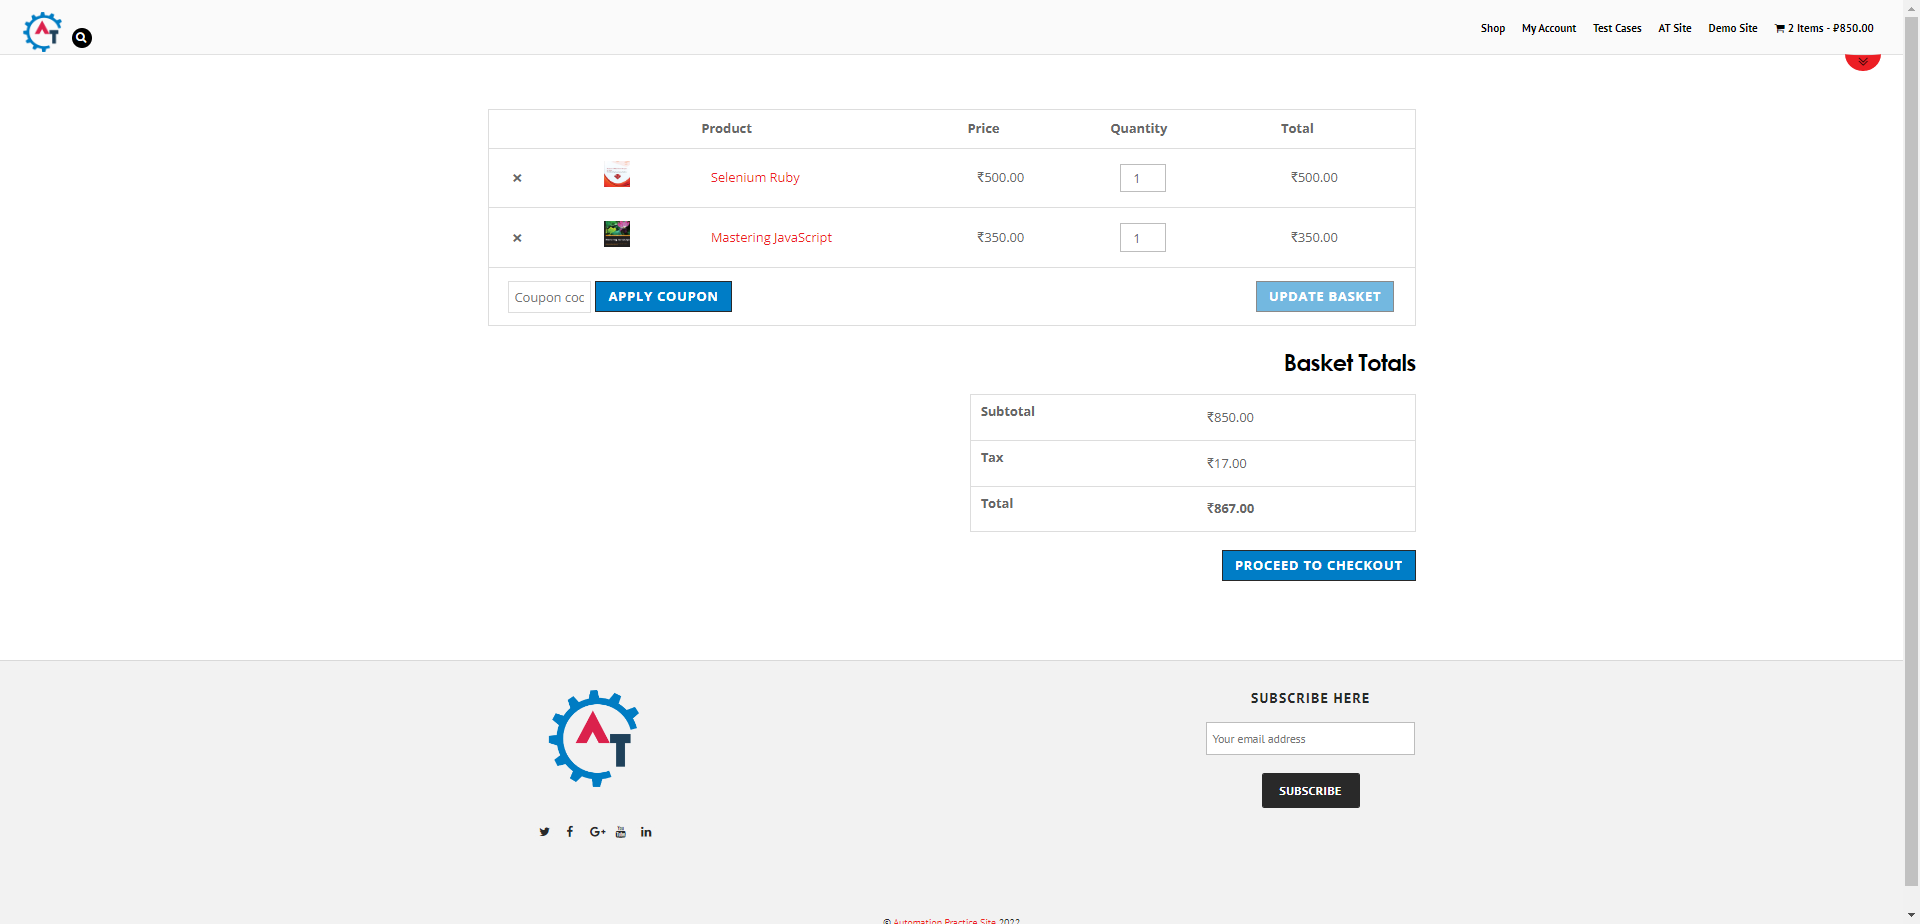 Shop My Account Test Cases AT Site Demo Site 2 Items - ₽850.00
Product Price Quantity Total
× Selenium Ruby ₹500.00 1 ₹500.00
× Mastering JavaScript ₹350.00 1 ₹350.00
Coupon coc APPLY COUPON UPDATE BASKET
Basket Totals
Subtotal ₹850.00
Tax ₹17.00
Total ₹867.00
PROCEED TO CHECKOUT
AT
SUBSCRIBE HERE
Your email address
SUBSCRIBE
© Automation Practice Site 2022